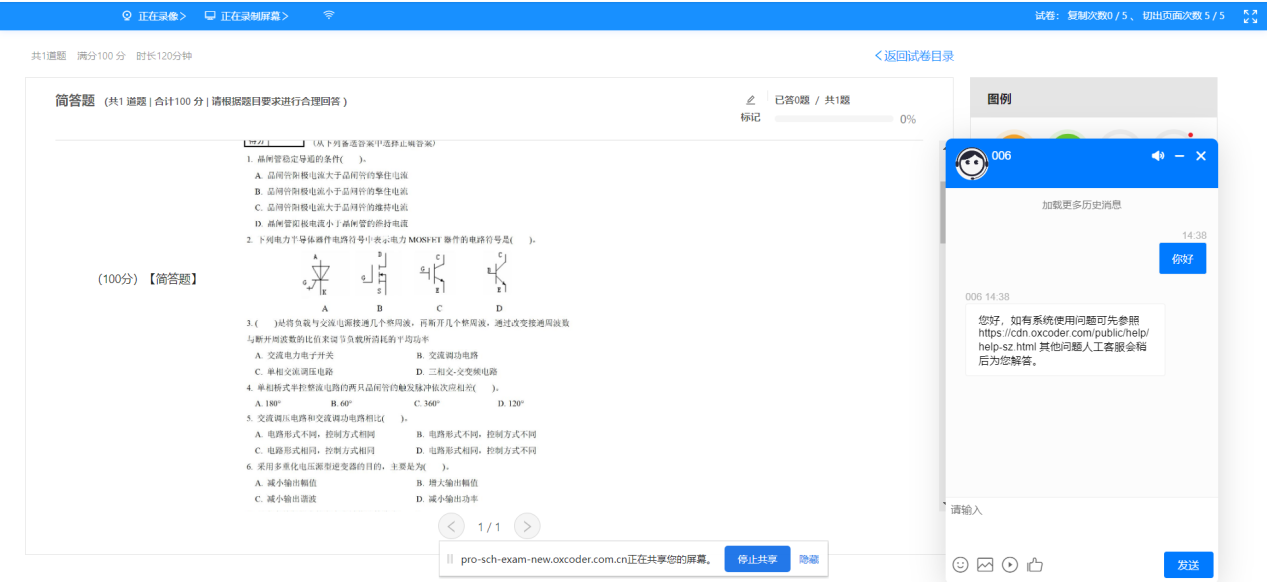 正在录像>
正在录制屏幕>
试卷： 复制次数0 / 5 、 切出页面次数 5 / 5
共1道题 满分100 分 时长120分钟
<返回试卷目录
简答题 (共1 道题 | 合计100 分 | 请根据题目要求进行合理回答 )
标记
已答0题 / 共1题
0%
图例
(100分) 【简答题】
(从下列备选答案中选择正确答案)
1. 晶闸管稳定导通的条件( )。
A. 晶闸管阳极电流大于晶闸管的擎住电流
B. 晶闸管阳极电流小于晶闸管的擎住电流
C. 晶闸管阳极电流大于晶闸管的维持电流
D. 晶闸管阳极电流小于晶闸管的维持电流
2. 下列电力半导体器件电路符号中表示电力 MOSFET 器件的电路符号是( )。
A D C C
G G G B
K S E E
A B C D
3. ( )是将负载与交流电源接通几个整周波，再断开几个整周波，通过改变接通周波数
与断开周波数的比值来调节负载所消耗的平均功率
A. 交流电力电子开关 B. 交流调功电路
C. 单相交流调压电路 D. 三相交-交变频电路
4. 单相桥式半控整流电路的两只晶闸管的触发脉冲依次应相差( )。
A. 180° B. 60° C. 360° D. 120°
5. 交流调压电路和交流调功电路相比( )。
A. 电路形式不同，控制方式相同 B. 电路形式不同，控制方式不同
C. 电路形式相同，控制方式相同 D. 电路形式相同，控制方式不同
6. 采用多重化电压源型逆变器的目的，主要是为( )。
A. 减小输出幅值 B. 增大输出幅值
C. 减小输出谐波 D. 减小输出功率
1 / 1
pro-sch-exam-new.oxcoder.com.cn正在共享您的屏幕。
停止共享
隐藏
006
加载更多历史消息
14:38
你好
006 14:38
您好，如有系统使用问题可先参照
https://cdn.oxcoder.com/public/help/
help-sz.html 其他问题人工客服会稍
后为您解答。
请输入
发送